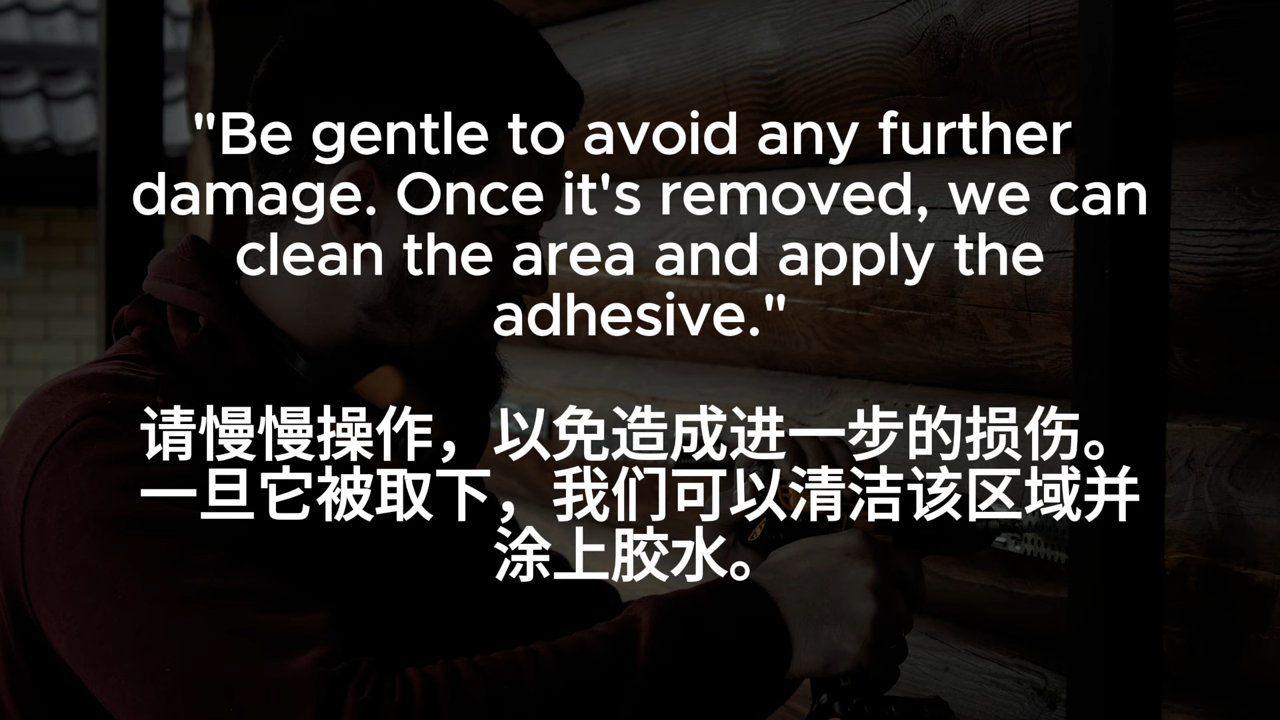 "Be gentle to avoid any further
damage. Once it's removed, we can
clean the area and apply the
adhesive."
请慢慢操作，以免造成进一步的损伤。
一旦它被取下，我们可以清洁该区域并
涂上胶水。